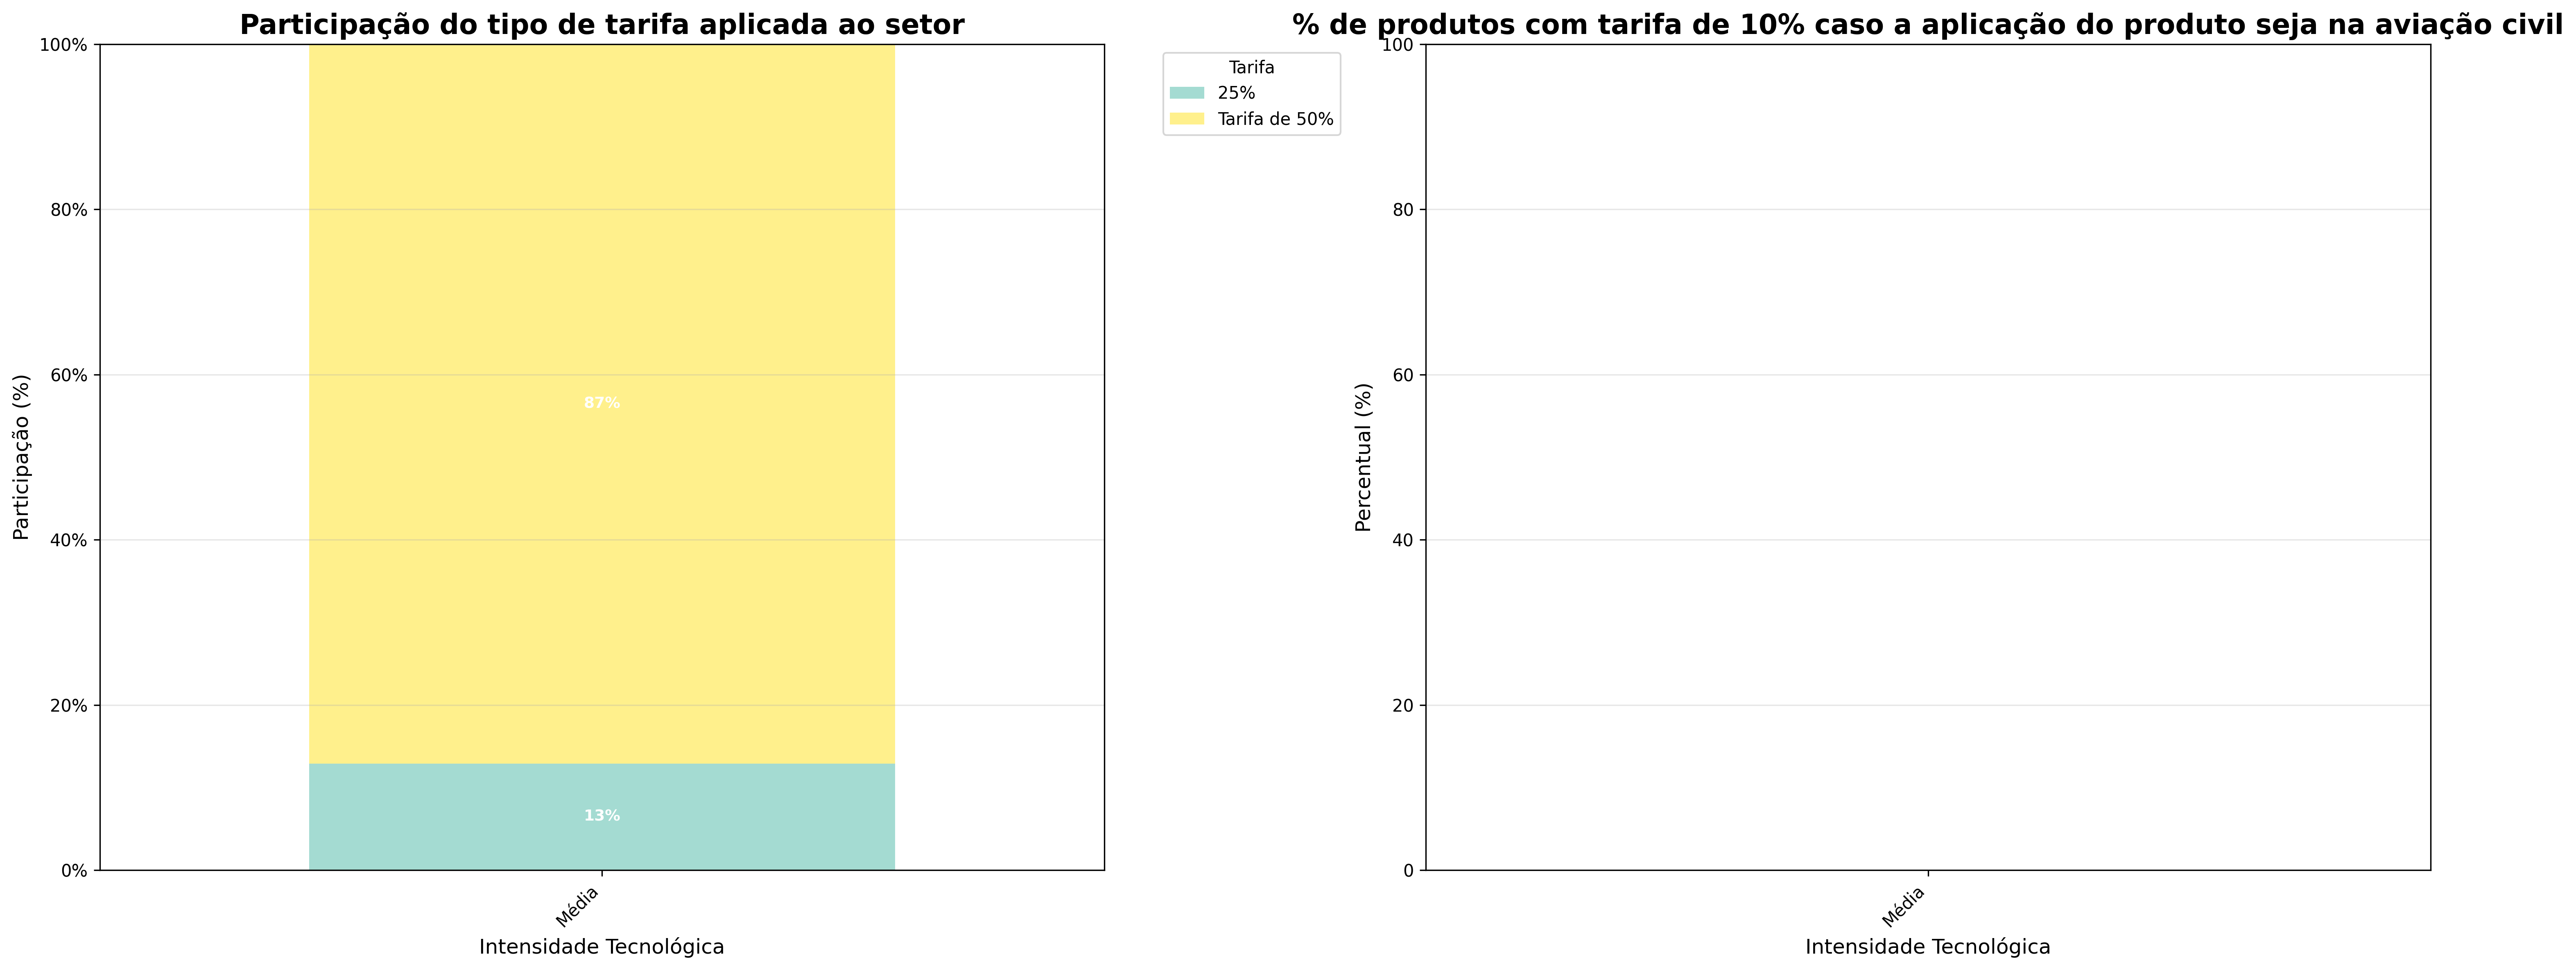 Participação do tipo de tarifa aplicada ao setor
100%
80%
60%
40%
20%
0%
Participação (%)
87%
13%
Média
Intensidade Tecnológica
Tarifa
25%
Tarifa de 50%
% de produtos com tarifa de 10% caso a aplicação do produto seja na aviação civil
100
80
60
40
20
0
Percentual (%)
Média
Intensidade Tecnológica